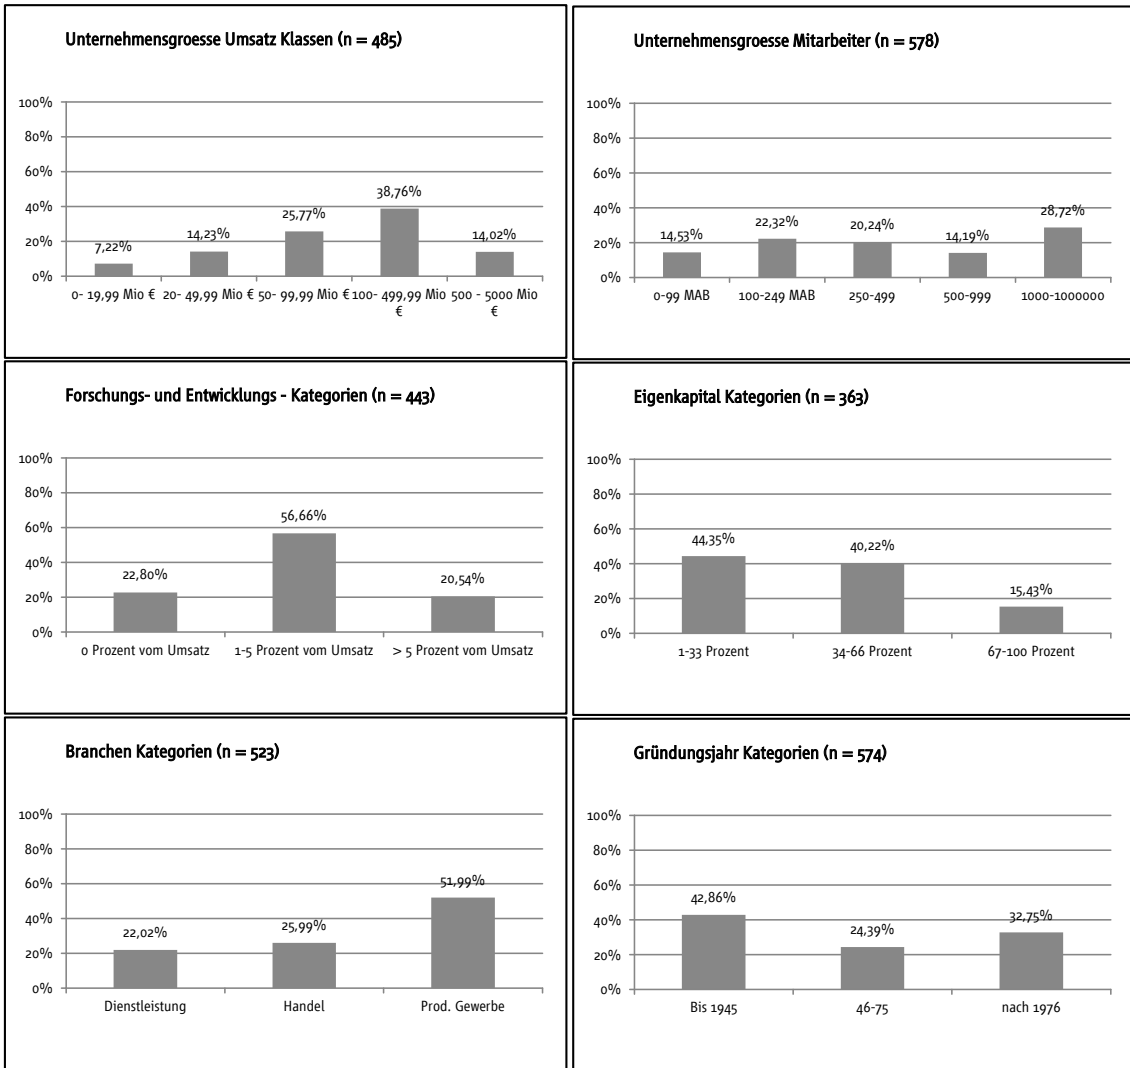 Unternehmensgroesse Umsatz Klassen (n = 485)
100%
80%
60%
40%
20%
0%
7,22%
14,23%
25,77%
38,76%
14,02%
0- 19,99 Mio €
20- 49,99 Mio €
50- 99,99 Mio €
100- 499,99 Mio
€
500 - 5000 Mio
€
Unternehmensgroesse Mitarbeiter (n = 578)
100%
80%
60%
40%
20%
0%
14,53%
22,32%
20,24%
14,19%
28,72%
0-99 MAB
100-249 MAB
250-499
500-999
1000-1000000
Forschungs- und Entwicklungs - Kategorien (n = 443)
100%
80%
60%
40%
20%
0%
22,80%
56,66%
20,54%
0 Prozent vom Umsatz
1-5 Prozent vom Umsatz
> 5 Prozent vom Umsatz
Eigenkapital Kategorien (n = 363)
100%
80%
60%
40%
20%
0%
44,35%
40,22%
15,43%
1-33 Prozent
34-66 Prozent
67-100 Prozent
Branchen Kategorien (n = 523)
100%
80%
60%
40%
20%
0%
22,02%
25,99%
51,99%
Dienstleistung
Handel
Prod. Gewerbe
Gründungsjahr Kategorien (n = 574)
100%
80%
60%
40%
20%
0%
42,86%
24,39%
32,75%
Bis 1945
46-75
nach 1976